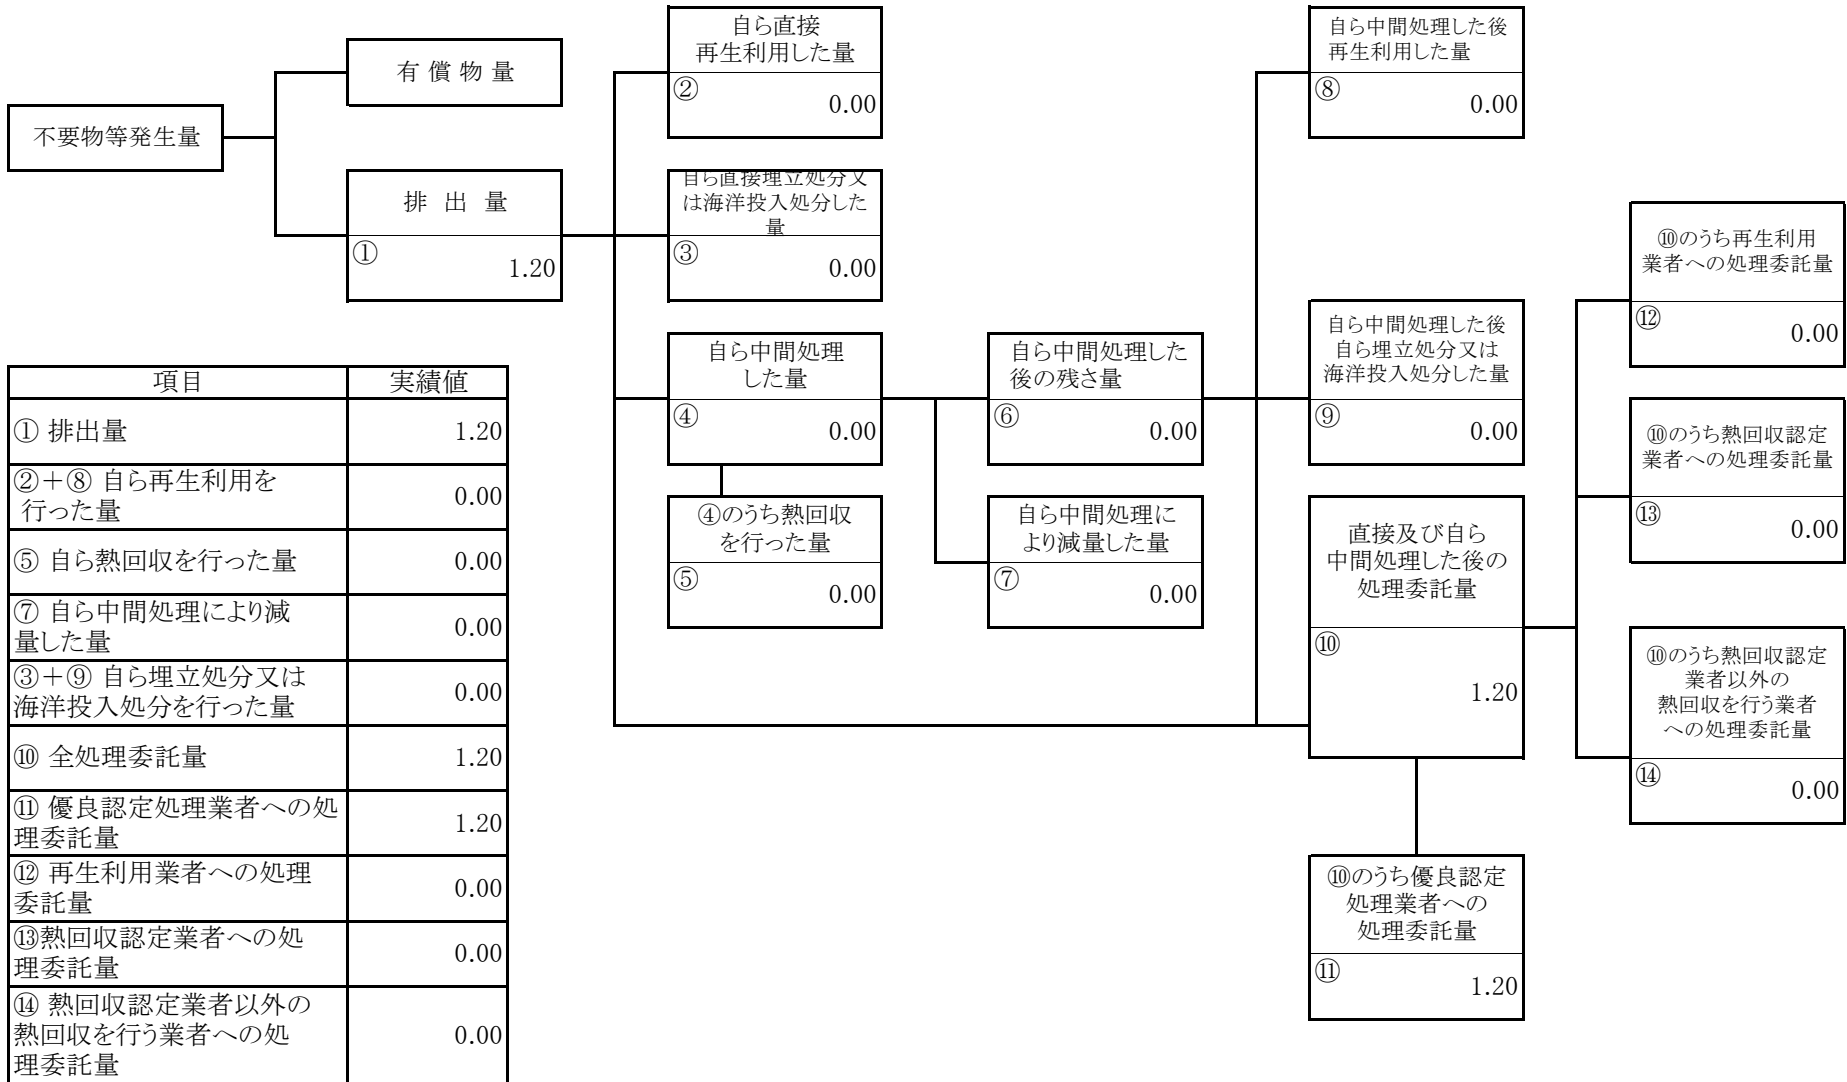 不要物等発生量
有 償 物 量
排 出 量
①
1.20
自ら直接
再生利用した量
②
0.00
自ら直接埋立処分又
は海洋投入処分した
量
③
0.00
自ら中間処理
した量
④
0.00
④のうち熱回収
を行った量
⑤
0.00
自ら中間処理した
後の残さ量
⑥
0.00
自ら中間処理に
より減量した量
⑦
0.00
自ら中間処理した後
再生利用した量
⑧
0.00
自ら中間処理した後
自ら埋立処分又は
海洋投入処分した量
⑨
0.00
直接及び自ら
中間処理した後の
処理委託量
⑩
1.20
⑩のうち優良認定
処理業者への
処理委託量
⑪
1.20
⑩のうち再生利用
業者への処理委託量
⑫
0.00
⑩のうち熱回収認定
業者への処理委託量
⑬
0.00
⑩のうち熱回収認定
業者以外の
熱回収を行う業者
への処理委託量
⑭
0.00
項目 実績値
① 排出量 1.20
②+⑧ 自ら再生利用を
行った量 0.00
⑤ 自ら熱回収を行った量 0.00
⑦ 自ら中間処理により減
量した量 0.00
③+⑨ 自ら埋立処分又は
海洋投入処分を行った量 0.00
⑩ 全処理委託量 1.20
⑪ 優良認定処理業者への処
理委託量 1.20
⑫ 再生利用業者への処理
委託量 0.00
⑬熱回収認定業者への処
理委託量 0.00
⑭ 熱回収認定業者以外の
熱回収を行う業者への処
理委託量 0.00